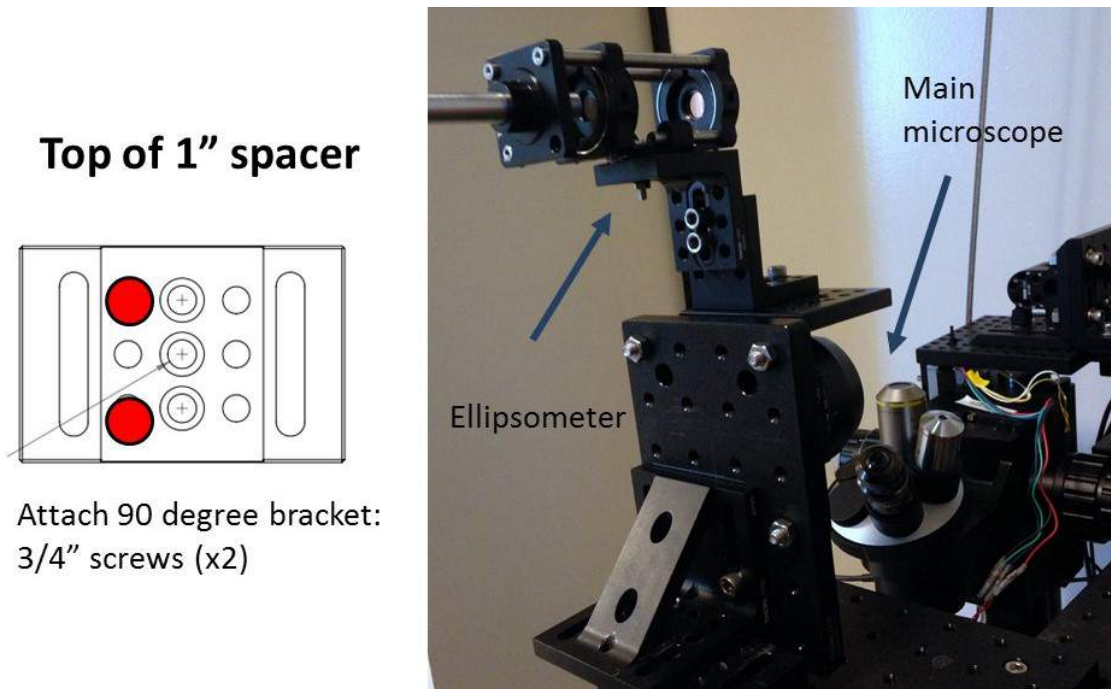 Top of 1” spacer
Attach 90 degree bracket:
3/4” screws (x2)
Ellipsometer
Main
microscope